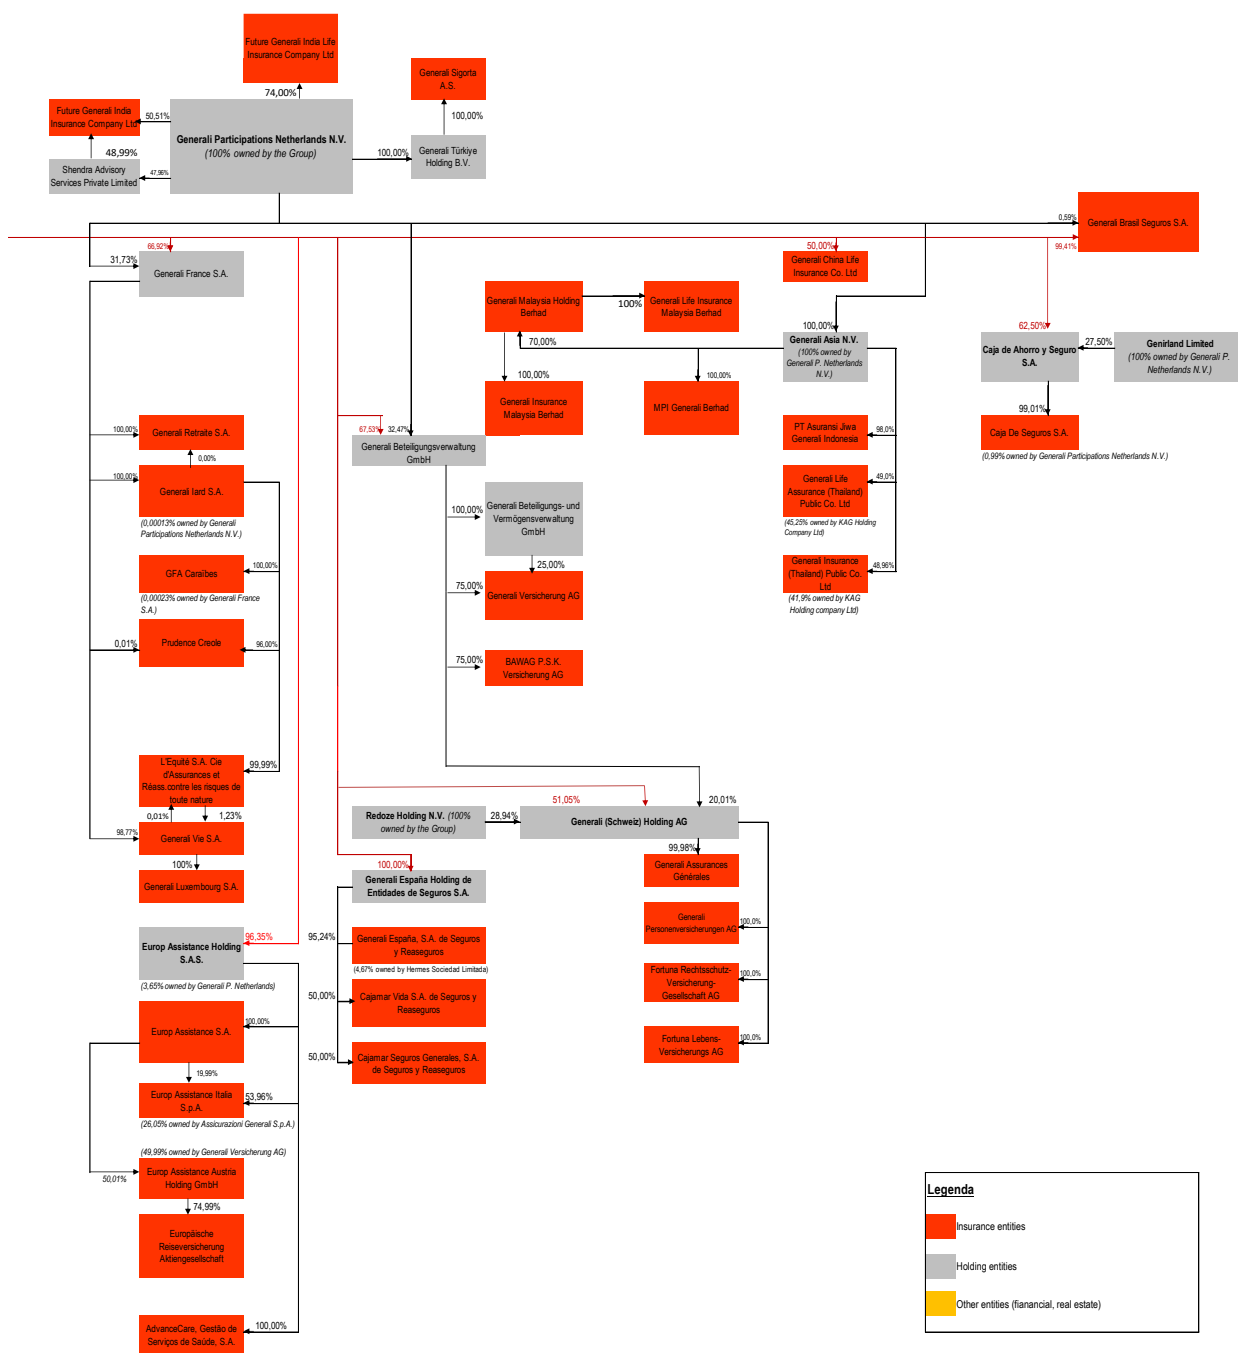 Future Generali India Life
Insurance Company Ltd
74,00%
Generali Sigorta
A.S.
100,00%
Future Generali India
Insurance Company Ltd
50,51%
Generali Participations Netherlands N.V.
(100% owned by the Group)
48,99%
100,00%
Generali Türkiye
Holding B.V.
Shendra Advisory
Services Private Limited
47,96%
0,59%
Generali Brasil Seguros S.A.
99,41%
66,92%
31,73%
Generali France S.A.
50,00%
Generali China Life
Insurance Co. Ltd
Generali Malaysia Holding
Berhad
100%
Generali Life Insurance
Malaysia Berhad
100,00%
62,50%
70,00%
Generali Asia N.V.
(100% owned by
Generali P. Netherlands
N.V.)
Caja de Ahorro y Seguro
S.A.
27,50%
Genirland Limited
(100% owned by Generali P.
Netherlands N.V.)
100,00%
100,00%
Generali Insurance
Malaysia Berhad
MPI Generali Berhad
99,01%
67,53%
32,47%
Generali Beteiligungsverwaltung
GmbH
PT Asuransi Jiwa
Generali Indonesia
98,0%
Caja De Seguros S.A.
(0,99% owned by Generali Participations Netherlands N.V.)
100,00%
Generali Retraite S.A.
0,00%
100,00%
Generali Iard S.A.
(0,00013% owned by Generali
Participations Netherlands N.V.)
Generali Life
Assurance (Thailand)
Public Co. Ltd
49,0%
(45,25% owned by KAG Holding
Company Ltd)
100,00%
Generali Beteiligungs- und
Vermögensverwaltung
GmbH
25,00%
GFA Caraïbes
100,00%
(0,00023% owned by Generali France
S.A.)
75,00%
Generali Versicherung AG
Generali Insurance
(Thailand) Public Co.
Ltd
48,96%
(41,9% owned by KAG
Holding company Ltd)
0,01%
Prudence Creole
96,00%
75,00%
BAWAG P.S.K.
Versicherung AG
L'Equité S.A. Cie
d'Assurances et
Réass.contre les risques de
toute nature
99,99%
0,01%
1,23%
98,77%
Generali Vie S.A.
100%
Generali Luxembourg S.A.
51,05%
20,01%
Redoze Holding N.V. (100%
owned by the Group)
28,94%
Generali (Schweiz) Holding AG
99,98%
Generali Assurances
Générales
100,00%
Generali España Holding de
Entidades de Seguros S.A.
Generali
Personenversicherungen AG
100,0%
96,35%
Europ Assistance Holding
S.A.S.
(3,65% owned by Generali P. Netherlands)
95,24%
Generali España, S.A. de Seguros
y Reaseguros
(4,67% owned by Hermes Sociedad Limitada)
Fortuna Rechtsschutz-
Versicherung-
Gesellschaft AG
100,0%
50,00%
Cajamar Vida S.A. de Seguros y
Reaseguros
Europ Assistance S.A.
100,00%
Fortuna Lebens-
Versicherungs AG
100,0%
50,00%
Cajamar Seguros Generales, S.A.
de Seguros y Reaseguros
19,99%
Europ Assistance Italia
S.p.A.
53,96%
(26,05% owned by Assicurazioni Generali S.p.A.)
(49,99% owned by Generali Versicherung AG)
50,01%
Europ Assistance Austria
Holding GmbH
74,99%
Europäische
Reiseversicherung
Aktiengesellschaft
AdvanceCare, Gestão de
Serviços de Saúde, S.A.
100,00%
Legenda
Insurance entities
Holding entities
Other entities (fianancial, real estate)